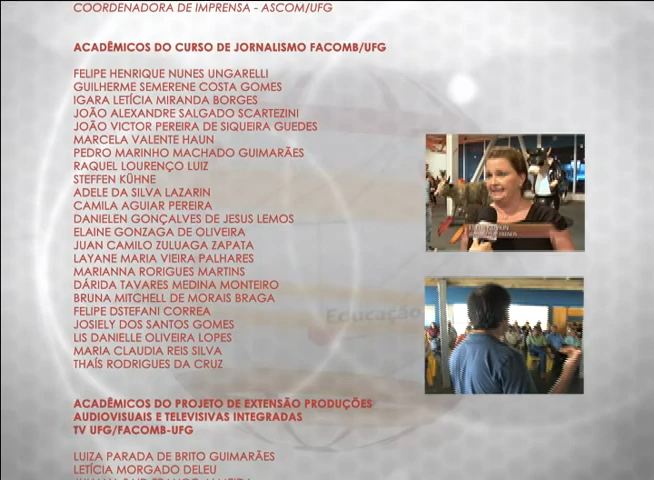 COORDENADORA DE IMPRENSA - ASCOM/UFG
ACADÊMICOS DO CURSO DE JORNALISMO FACOMB/UFG
FELIPE HENRIQUE NUNES UNGARELLI
GUILHERME SEMERENE COSTA GOMES
IGARA LETÍCIA MIRANDA BORGES
JOÃO ALEXANDRE SALGADO SCARTEZINI
JOÃO VICTOR PEREIRA DE SIQUEIRA GUEDES
MARCELA VALENTE HAUN
PEDRO MARINHO MACHADO GUIMARÃES
RAQUEL LOURENÇO LUIZ
STEFFEN KÜHNE
ADELE DA SILVA LAZARIN
CAMILA AGUIAR PEREIRA
DANIELEN GONÇALVES DE JESUS LEMOS
ELAINE GONZAGA DE OLIVEIRA
JUAN CAMILO ZULUAGA ZAPATA
LAYANE MARIA VIEIRA PALHARES
MARIANNA RORIGUES MARTINS
DÁRIDA TAVARES MEDINA MONTEIRO
BRUNA MITCHELL DE MORAIS BRAGA
FELIPE DSTEFANI CORREA
JOSIELY DOS SANTOS GOMES
LIS DANIELLE OLIVEIRA LOPES
MARIA CLAUDIA REIS SILVA
THAÍS RODRIGUES DA CRUZ
Educação
ACADÊMICOS DO PROJETO DE EXTENSÃO PRODUÇÕES
AUDIOVISUAIS E TELEVISIVAS INTEGRADAS
TV UFG/FACOMB-UFG
LUIZA PARADA DE BRITO GUIMARÃES
LETÍCIA MORGADO DELEU